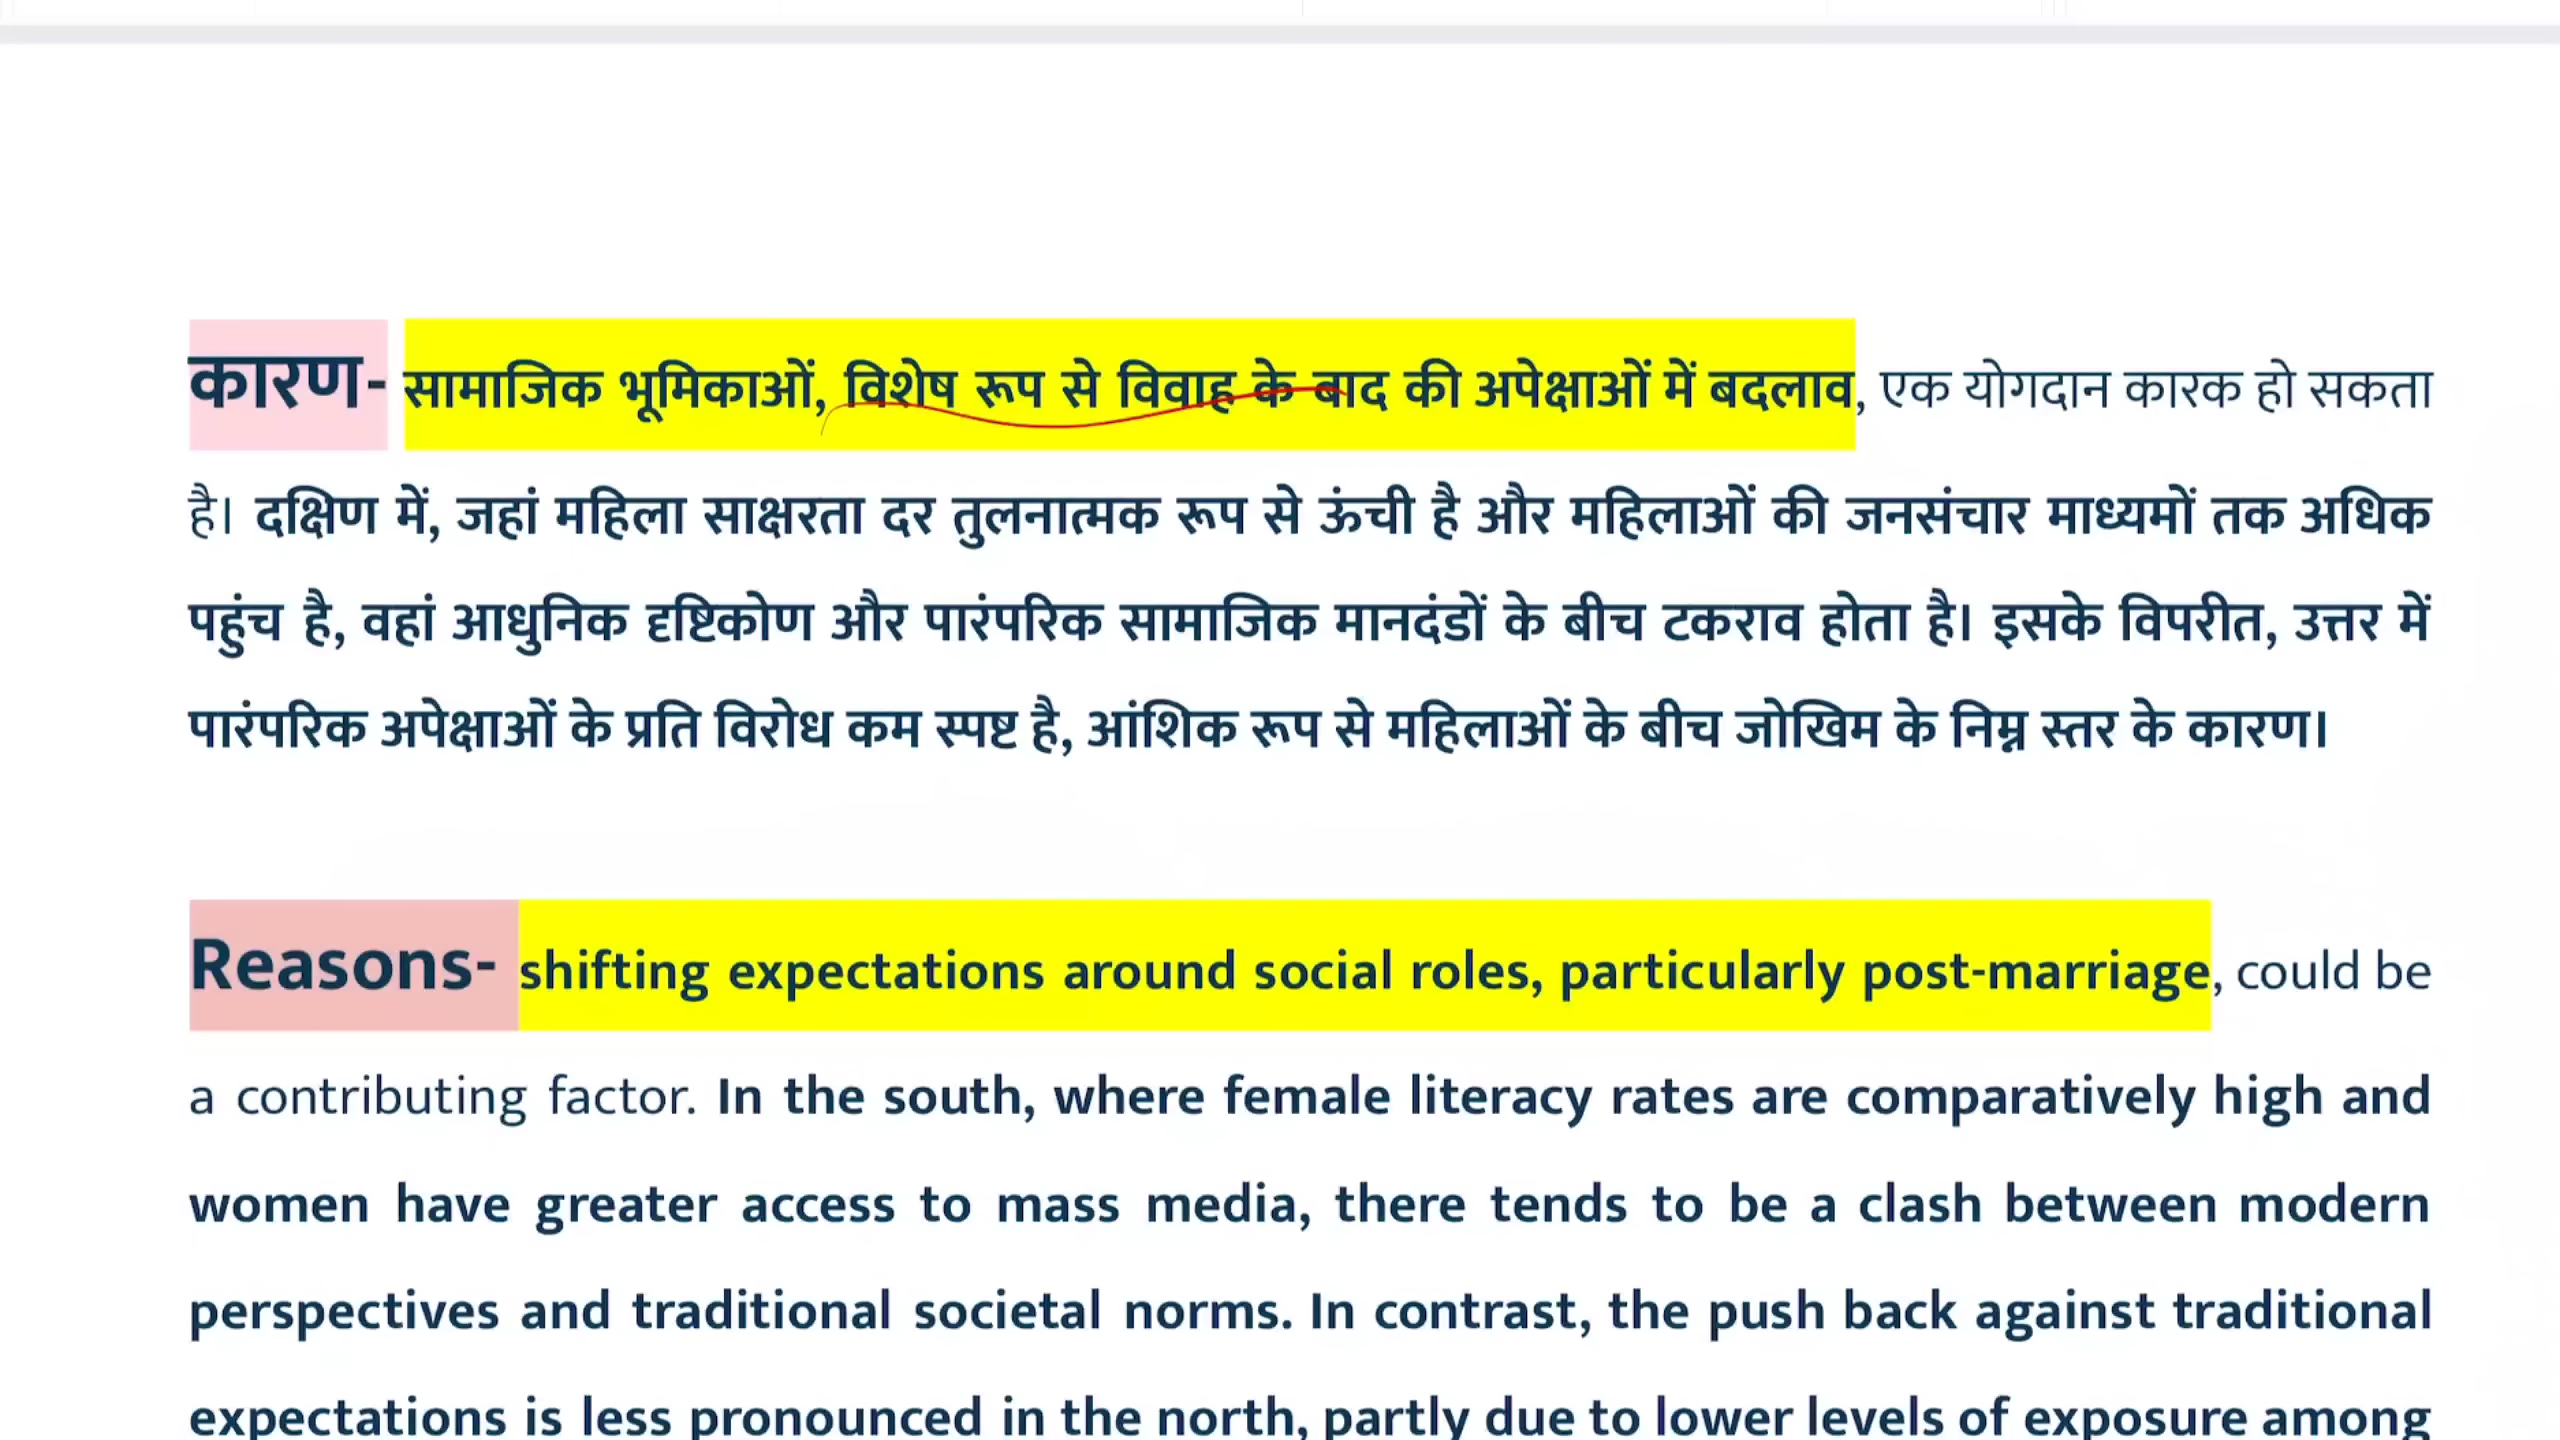 कारण- सामाजिक भूमिकाओं, विशेष रूप से विवाह के बाद की अपेक्षाओं में बदलाव, एक योगदान कारक हो सकता
है। दक्षिण में, जहां महिला साक्षरता दर तुलनात्मक रूप से ऊंची है और महिलाओं की जनसंचार माध्यमों तक अधिक
पहुंच है, वहां आधुनिक दृष्टिकोण और पारंपरिक सामाजिक मानदंडों के बीच टकराव होता है। इसके विपरीत, उत्तर में
पारंपरिक अपेक्षाओं के प्रति विरोध कम स्पष्ट है, आंशिक रूप से महिलाओं के बीच जोखिम के निम्न स्तर के कारण।
Reasons- shifting expectations around social roles, particularly post-marriage, could be
a contributing factor. In the south, where female literacy rates are comparatively high and
women have greater access to mass media, there tends to be a clash between modern
perspectives and traditional societal norms. In contrast, the push back against traditional
expectations is less pronounced in the north, partly due to lower levels of exposure among